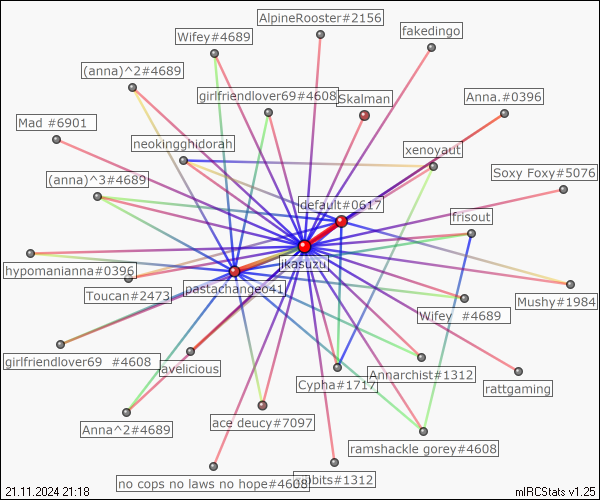 AlpineRooster#2156
Wifey#4689
fakedingo
(anna)^2#4689
girlfriendlover69#4608
Skalman
Anna.#0396
Mad #6901
neokingghidorah
xenoyaut
(anna)^3#4689
Soxy Foxy#5076
default#0617
frisout
jikasuzu
hypomanianna#0396
pastachangeo41
Toucan#2473
Mushy#1984
Wifey #4689
girlfriendlover69 #4608
avelicious
Annarchist#1312
Cypha#1717
rattgaming
ace deucy#7097
Anna^2#4689
ramshackle gorey#4608
no cops no laws no hope#4608
bbits#1312
21.11.2024 21:18
mIRCStats v1.25